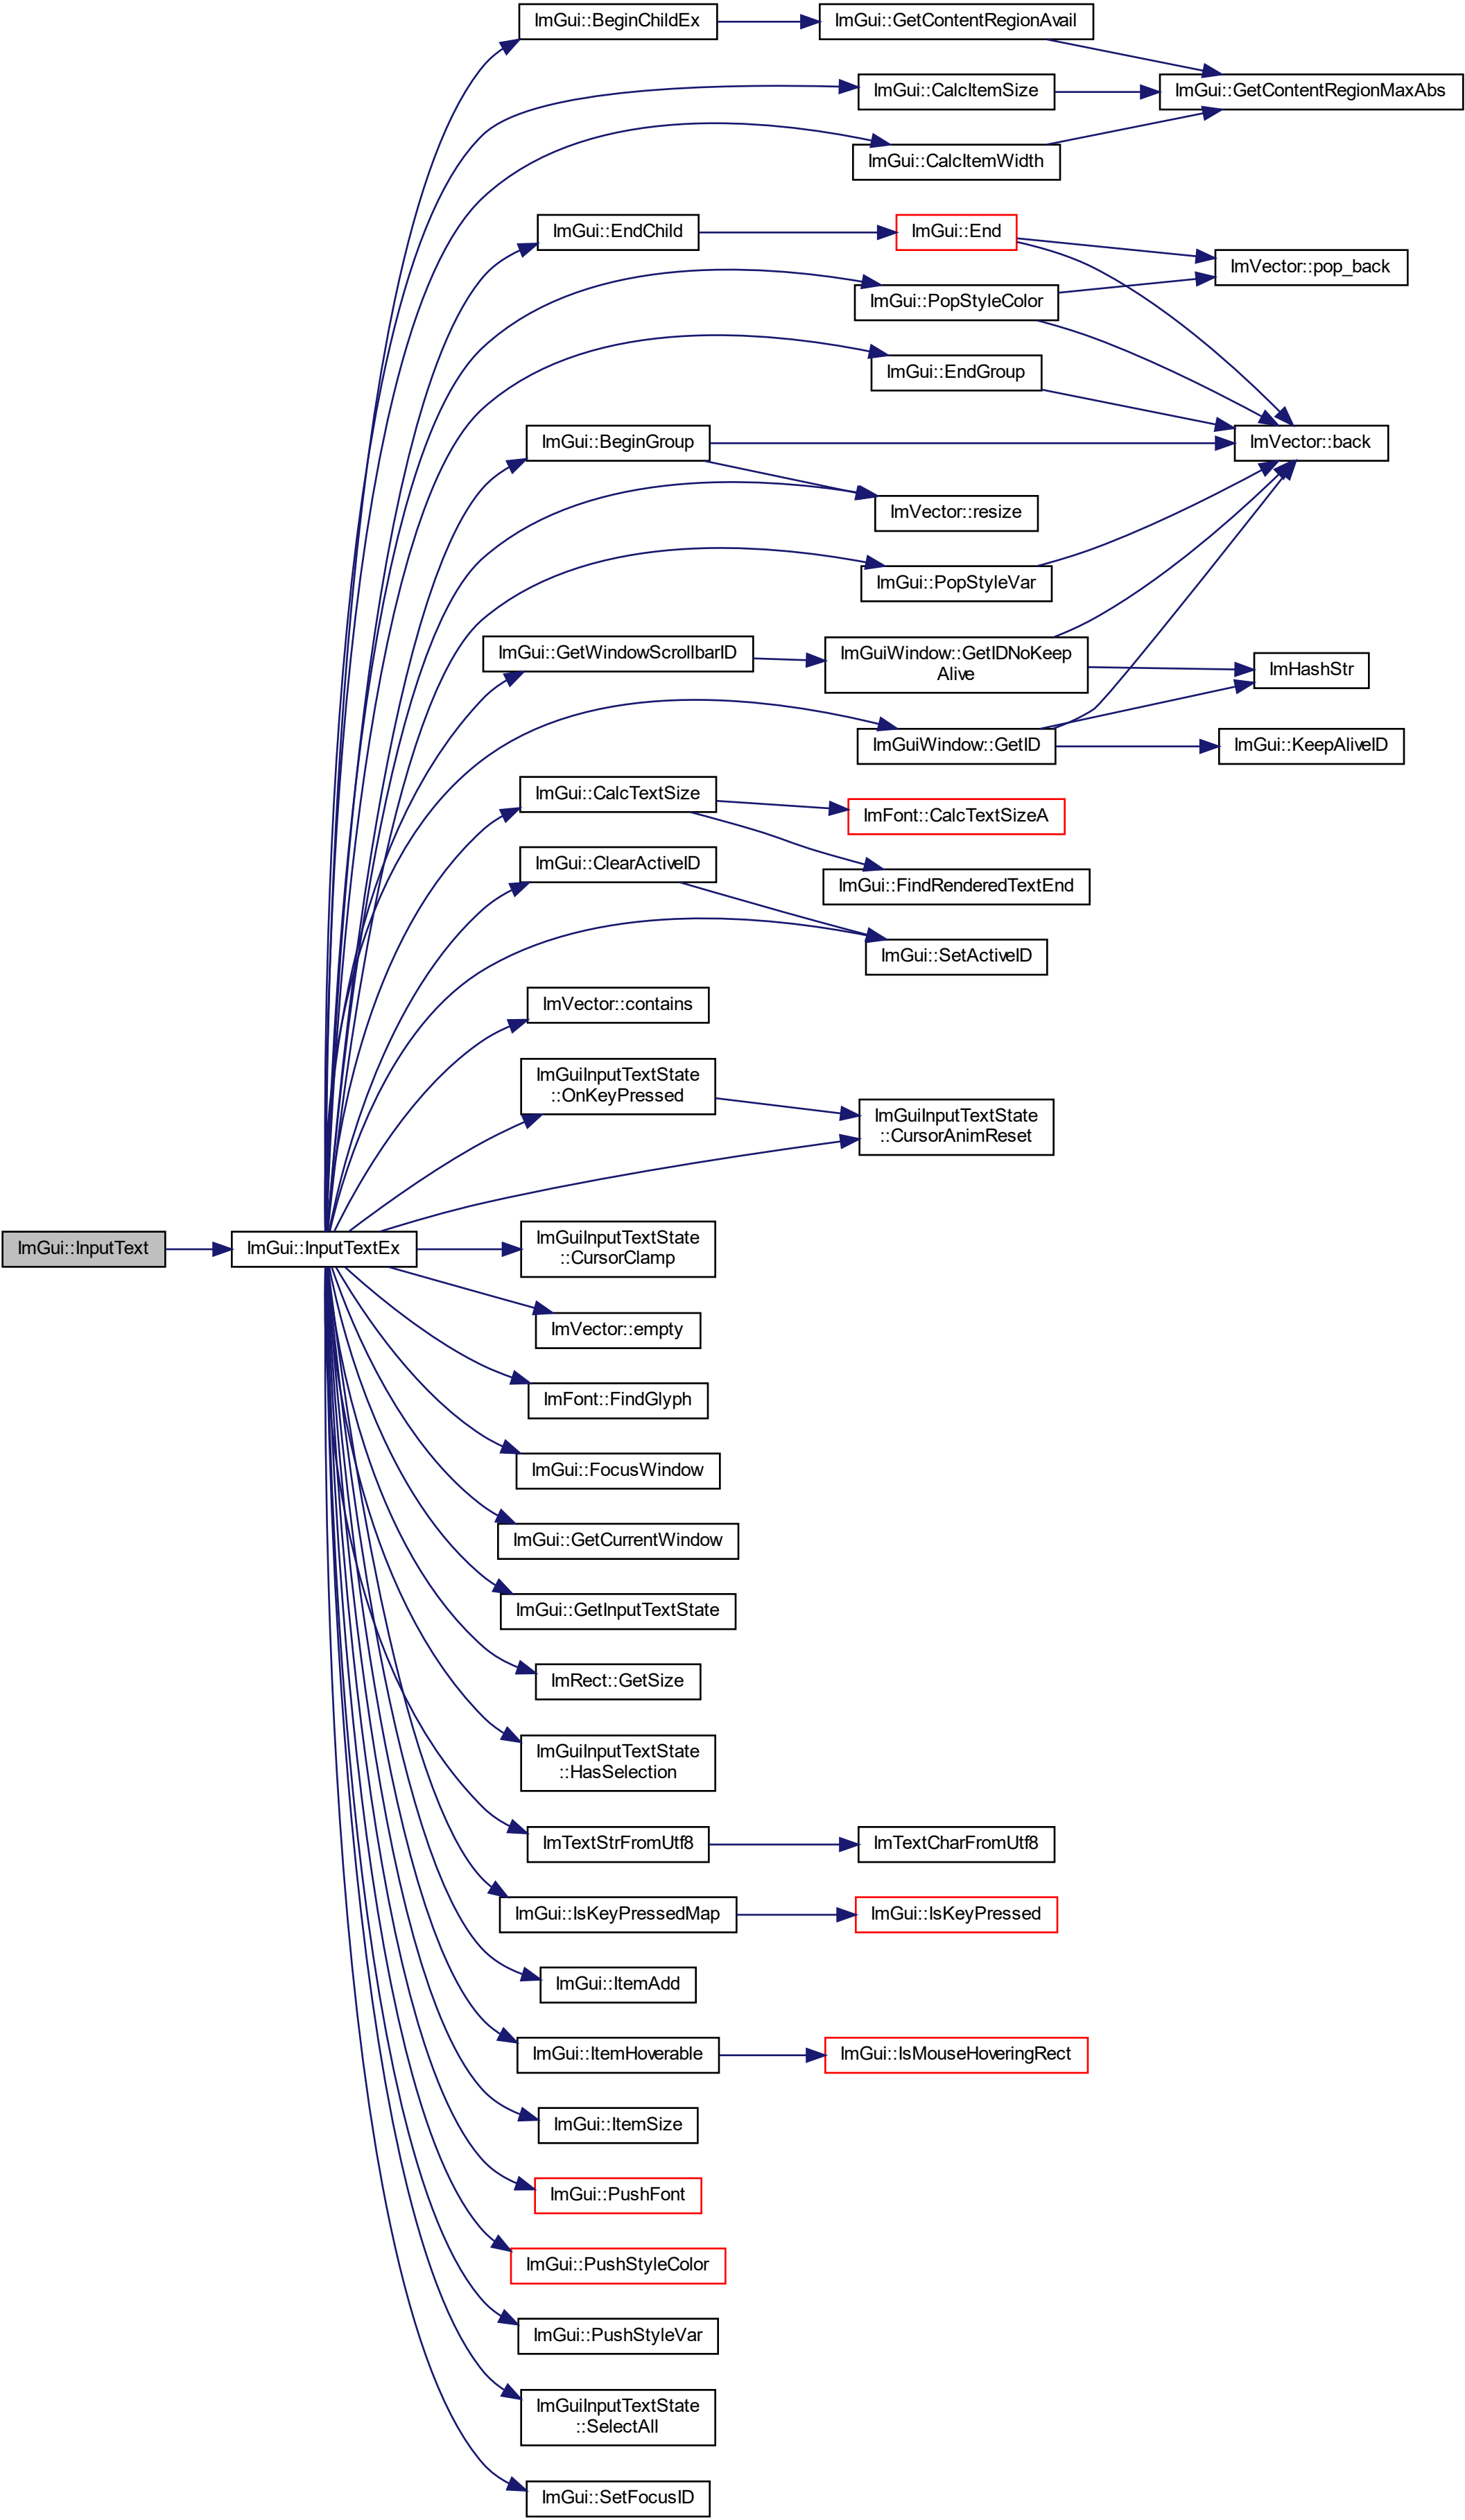 ImGui::BeginChildEx
ImGui::GetContentRegionAvail
ImGui::CalcItemSize
ImGui::GetContentRegionMaxAbs
ImGui::CalcItemWidth
ImGui::EndChild
ImGui::End
ImVector::pop_back
ImGui::PopStyleColor
ImGui::EndGroup
ImGui::BeginGroup
ImVector::back
ImVector::resize
ImGui::PopStyleVar
ImGui::GetWindowScrollbarID
ImGuiWindow::GetIDNoKeep
Alive
ImHashStr
ImGuiWindow::GetID
ImGui::KeepAliveID
ImGui::CalcTextSize
ImFont::CalcTextSizeA
ImGui::ClearActiveID
ImGui::FindRenderedTextEnd
ImGui::SetActiveID
ImVector::contains
ImGuiInputTextState
::OnKeyPressed
ImGuiInputTextState
::CursorAnimReset
ImGui::InputText
ImGui::InputTextEx
ImGuiInputTextState
::CursorClamp
ImVector::empty
ImFont::FindGlyph
ImGui::FocusWindow
ImGui::GetCurrentWindow
ImGui::GetInputTextState
ImRect::GetSize
ImGuiInputTextState
::HasSelection
ImTextStrFromUtf8
ImTextCharFromUtf8
ImGui::IsKeyPressedMap
ImGui::IsKeyPressed
ImGui::ItemAdd
ImGui::ItemHoverable
ImGui::IsMouseHoveringRect
ImGui::ItemSize
ImGui::PushFont
ImGui::PushStyleColor
ImGui::PushStyleVar
ImGuiInputTextState
::SelectAll
ImGui::SetFocusID